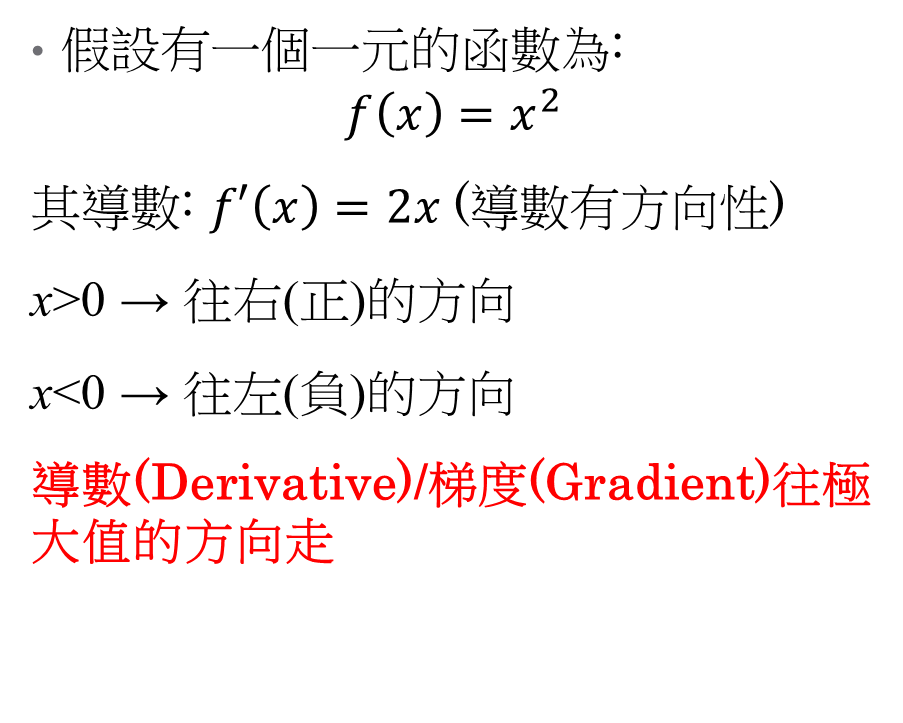 • 假設有一個一元的函數為:
f(x) = x²
其導數: f′(x) = 2x (導數有方向性)
x>0 → 往右(正)的方向
x<0 → 往左(負)的方向
導數(Derivative)/梯度(Gradient)往極
大值的方向走